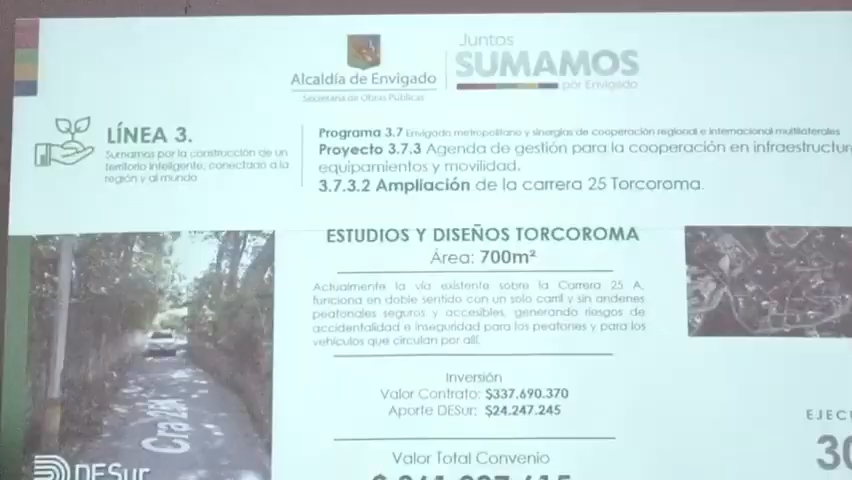 Juntos
SUMAMOS
por Envigado
Alcaldía de Envigado
Secretaría de Obras Públicas
LÍNEA 3.
Sumamos por la construcción de un
territorio inteligente, conectado a la
región y al mundo
Programa 3.7 Envigado metropolitano y sinergias de cooperación regional e internacional multilaterales
Proyecto 3.7.3 Agenda de gestión para la cooperación en infraestructur
equipamientos y movilidad.
3.7.3.2 Ampliación de la carrera 25 Torcoroma.
ESTUDIOS Y DISEÑOS TORCOROMA
Área: 700m²
Actualmente la vía existente sobre la Carrera 25 A,
funciona en doble sentido con un solo carril y sin andenes
peatonales seguros y accesibles, generando riesgos de
accidentalidad e inseguridad para los peatones y para los
vehículos que circulan por allí.
Inversión
Valor Contrato: $337.690.370
Aporte DESur: $24.247.245
Valor Total Convenio
EJECU
30
Cra 25A
DESur